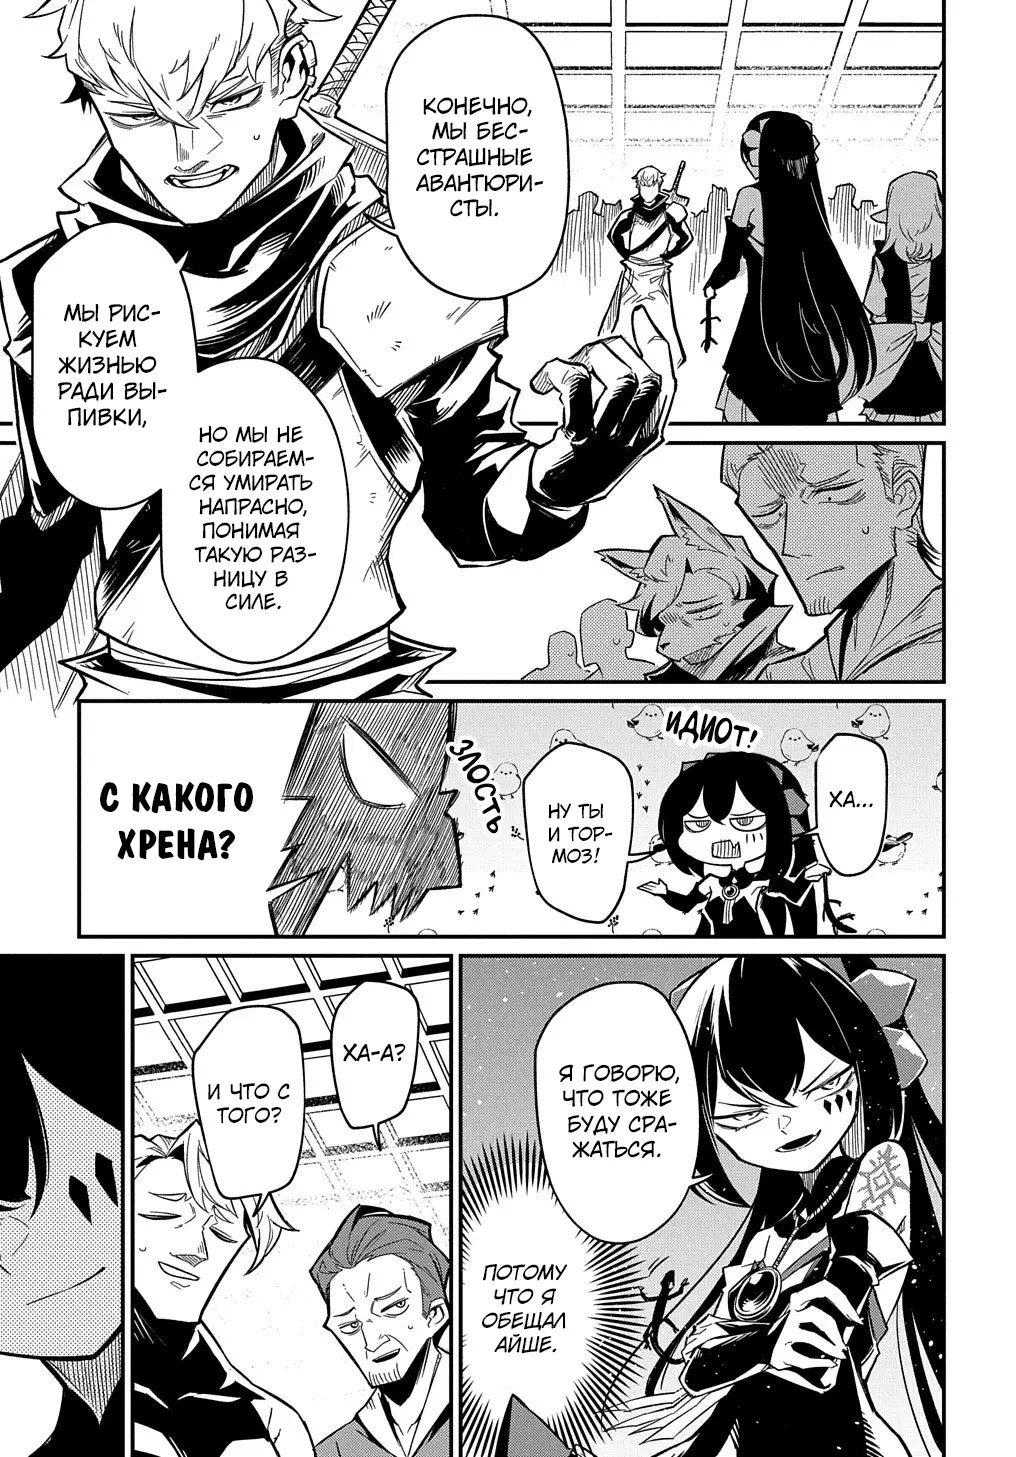 КОНЕЧНО,
МЫ БЕС-
СТРАШНЫЕ
АВАНТЮРИ-
СТЫ.
МЫ РИС-
КУЕМ
ЖИЗНЬЮ
РАДИ ВЫ-
ПИВКИ,
НО МЫ НЕ
СОБИРАЕМ-
СЯ УМИРАТЬ
НАПРАСНО,
ПОНИМАЯ
ТАКУЮ РАЗ-
НИЦУ В
СИЛЕ.
ХА...
ИДИОТ!
НУ ТЫ
И ТОР-
МОЗ!
ЗЛОСТЬ
С КАКОГО
ХРЕНА?
Я ГОВОРЮ,
ЧТО ТОЖЕ
БУДУ СРА-
ЖАТЬСЯ.
ПОТОМУ
ЧТО Я
ОБЕЩАЛ
АЙШЕ.
ХА-А?
И ЧТО С
ТОГО?